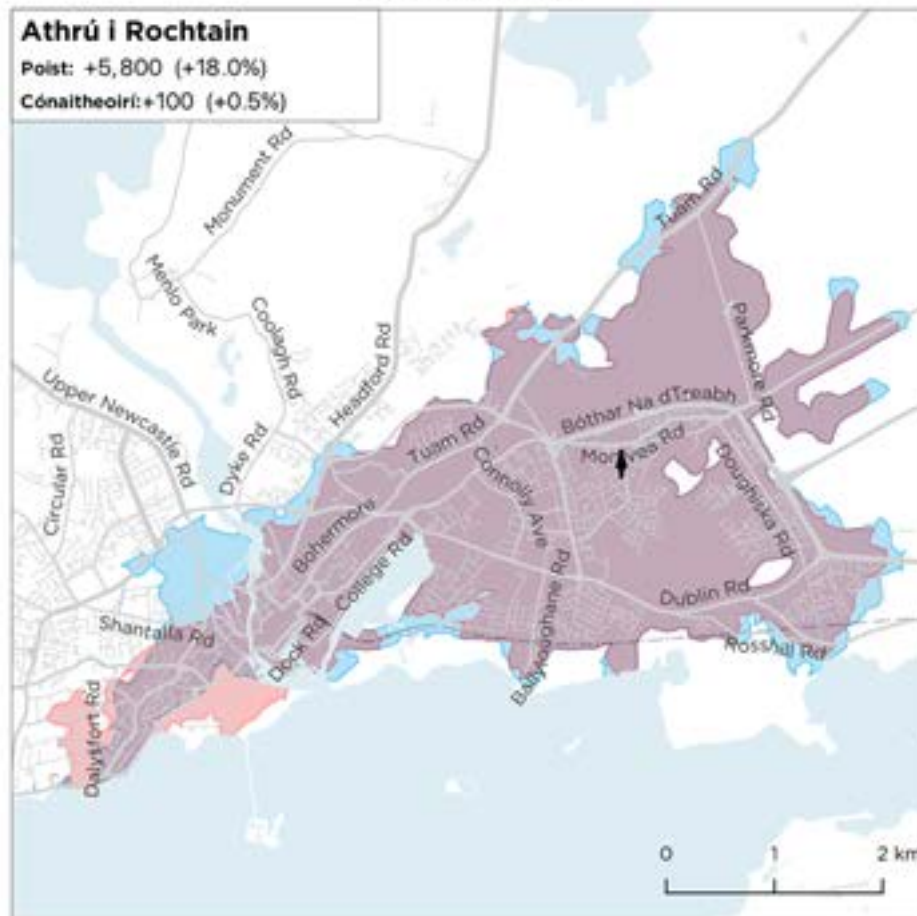 Athrú i Rochtain
Poist: +5,800 (+18.0%)
Cónaitheoirí:+100 (+0.5%)
Monument Rd
Tuam Rd
Menlo Park
Coolagh Rd
Headford Rd
Parkmore Rd
Upper Newcastle Rd
Bóthar Na dTreabh
Circular Rd
Dyke Rd
Tuam Rd
Monivea Rd
Connolly Ave
Doughiska Rd
Bohermore
College Rd
Dublin Rd
Shantalla Rd
Dock Rd
Ballyloughane Rd
Rosshill Rd
Dalysfort Rd
0 1 2 km